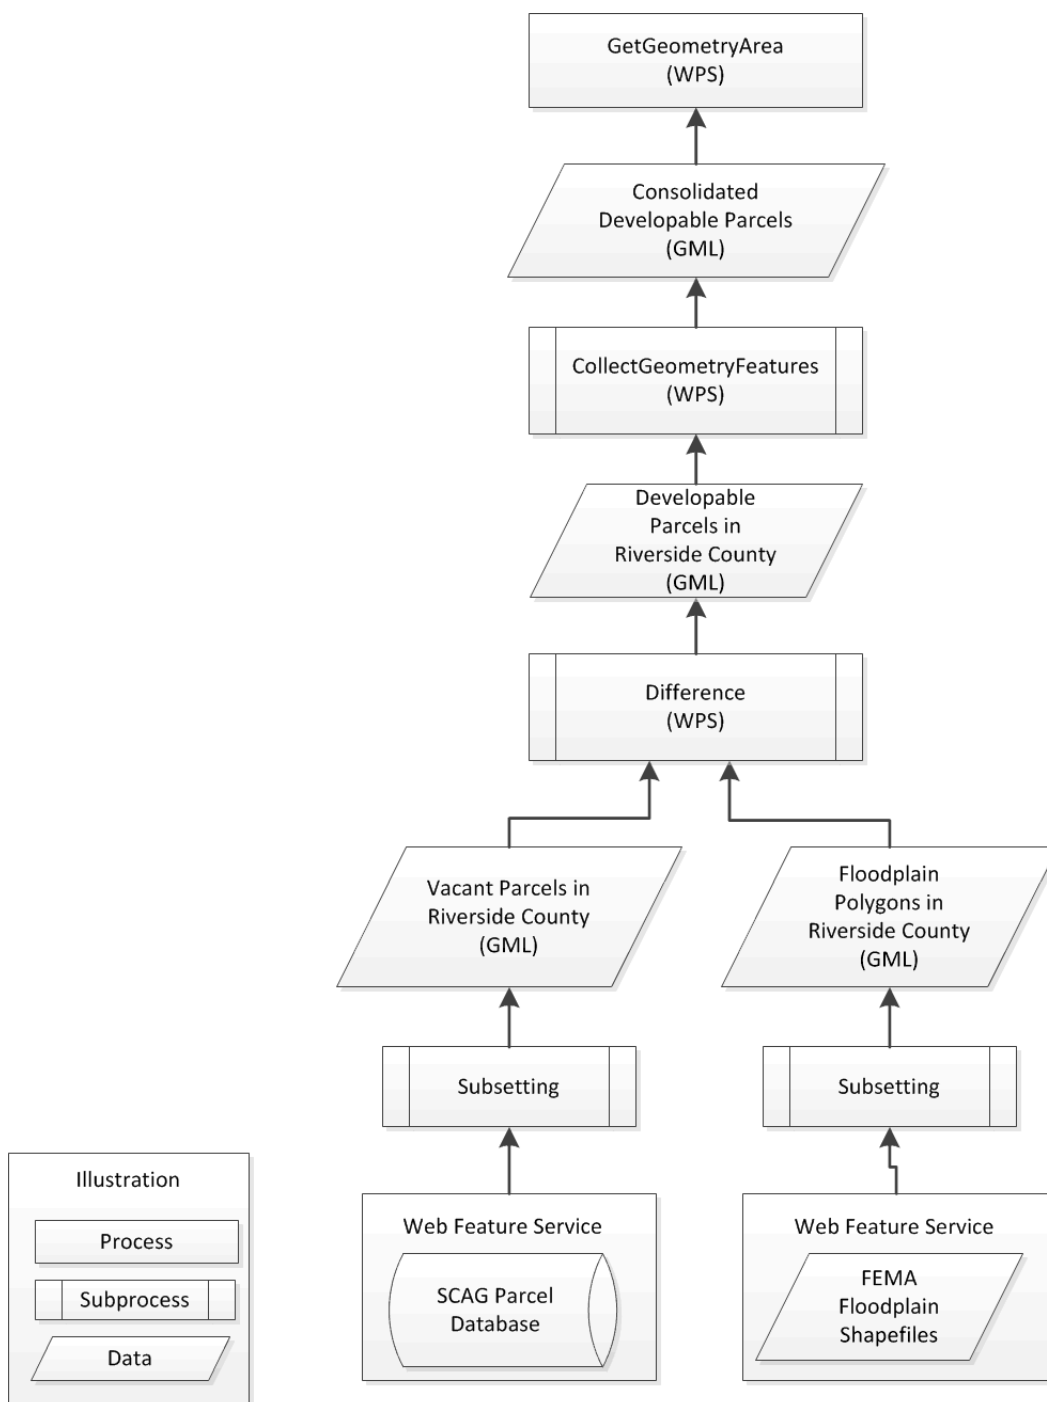 GetGeometryArea
(WPS)
Consolidated
Developable Parcels
(GML)
CollectGeometryFeatures
(WPS)
Developable
Parcels in
Riverside County
(GML)
Difference
(WPS)
Vacant Parcels in
Riverside County
(GML)
Floodplain
Polygons in
Riverside County
(GML)
Subsetting
Subsetting
Web Feature Service
SCAG Parcel
Database
Web Feature Service
FEMA
Floodplain
Shapefiles
Illustration
Process
Subprocess
Data